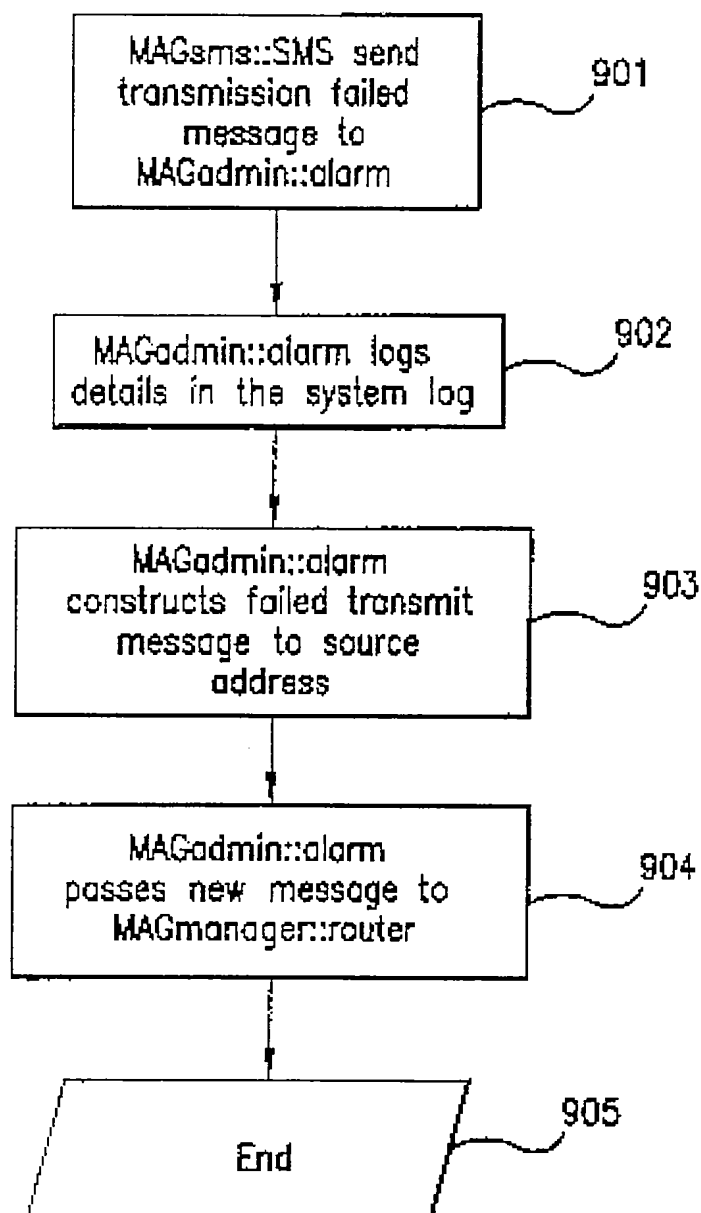 MAGsms::SMS send
transmission failed
message to
MAGadmin::alarm
901
MAGadmin::alarm logs
details in the system log
902
MAGadmin::alarm
constructs failed transmit
message to source
address
903
MAGadmin::alarm
passes new message to
MAGmanager::router
904
End
905